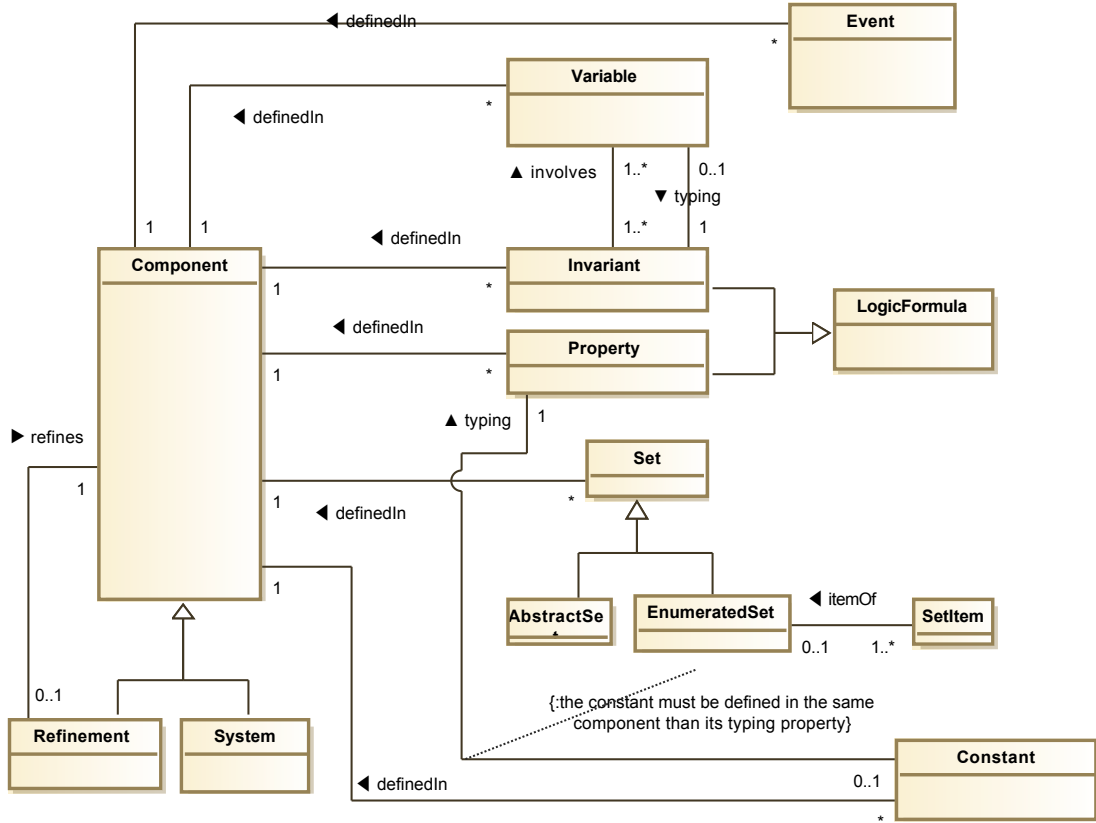 ◀ definedIn
Event
*
Variable
*
◀ definedIn
▲ involves
1..*
0..1
▼ typing
1
1
1..*
1
◀ definedIn
Component
Invariant
1
*
LogicFormula
◀ definedIn
Property
1
*
▲ typing
1
▶ refines
Set
1
1
*
◀ definedIn
1
◀ itemOf
AbstractSe
EnumeratedSet
SetItem
0..1
1..*
0..1
{:the constant must be defined in the same
component than its typing property}
Refinement
System
Constant
◀ definedIn
0..1
*